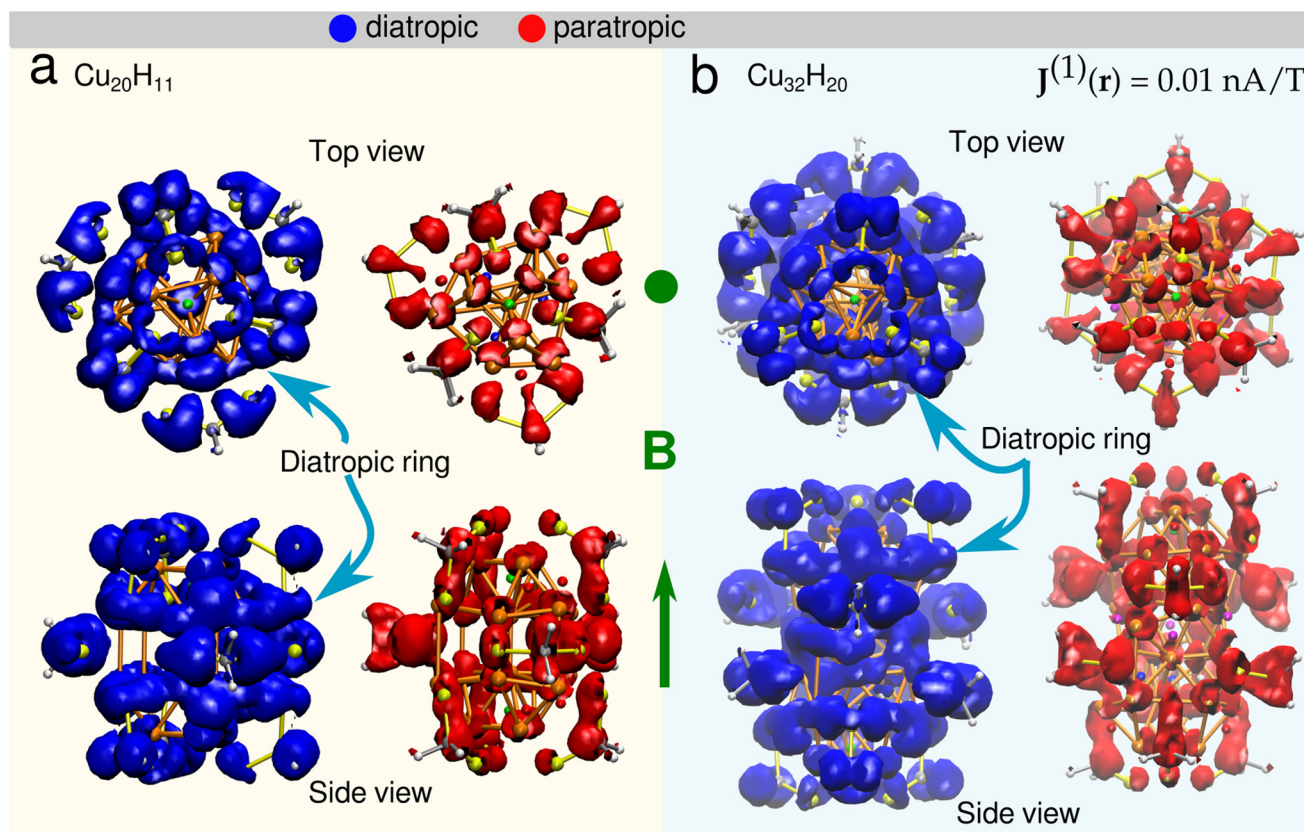 diatropic paratropic
a Cu₂₀H₁₁
b Cu₃₂H₂₀ J⁽¹⁾(r) = 0.01 nA/T
Top view
Top view
Diatropic ring
B
Diatropic ring
Side view
Side view